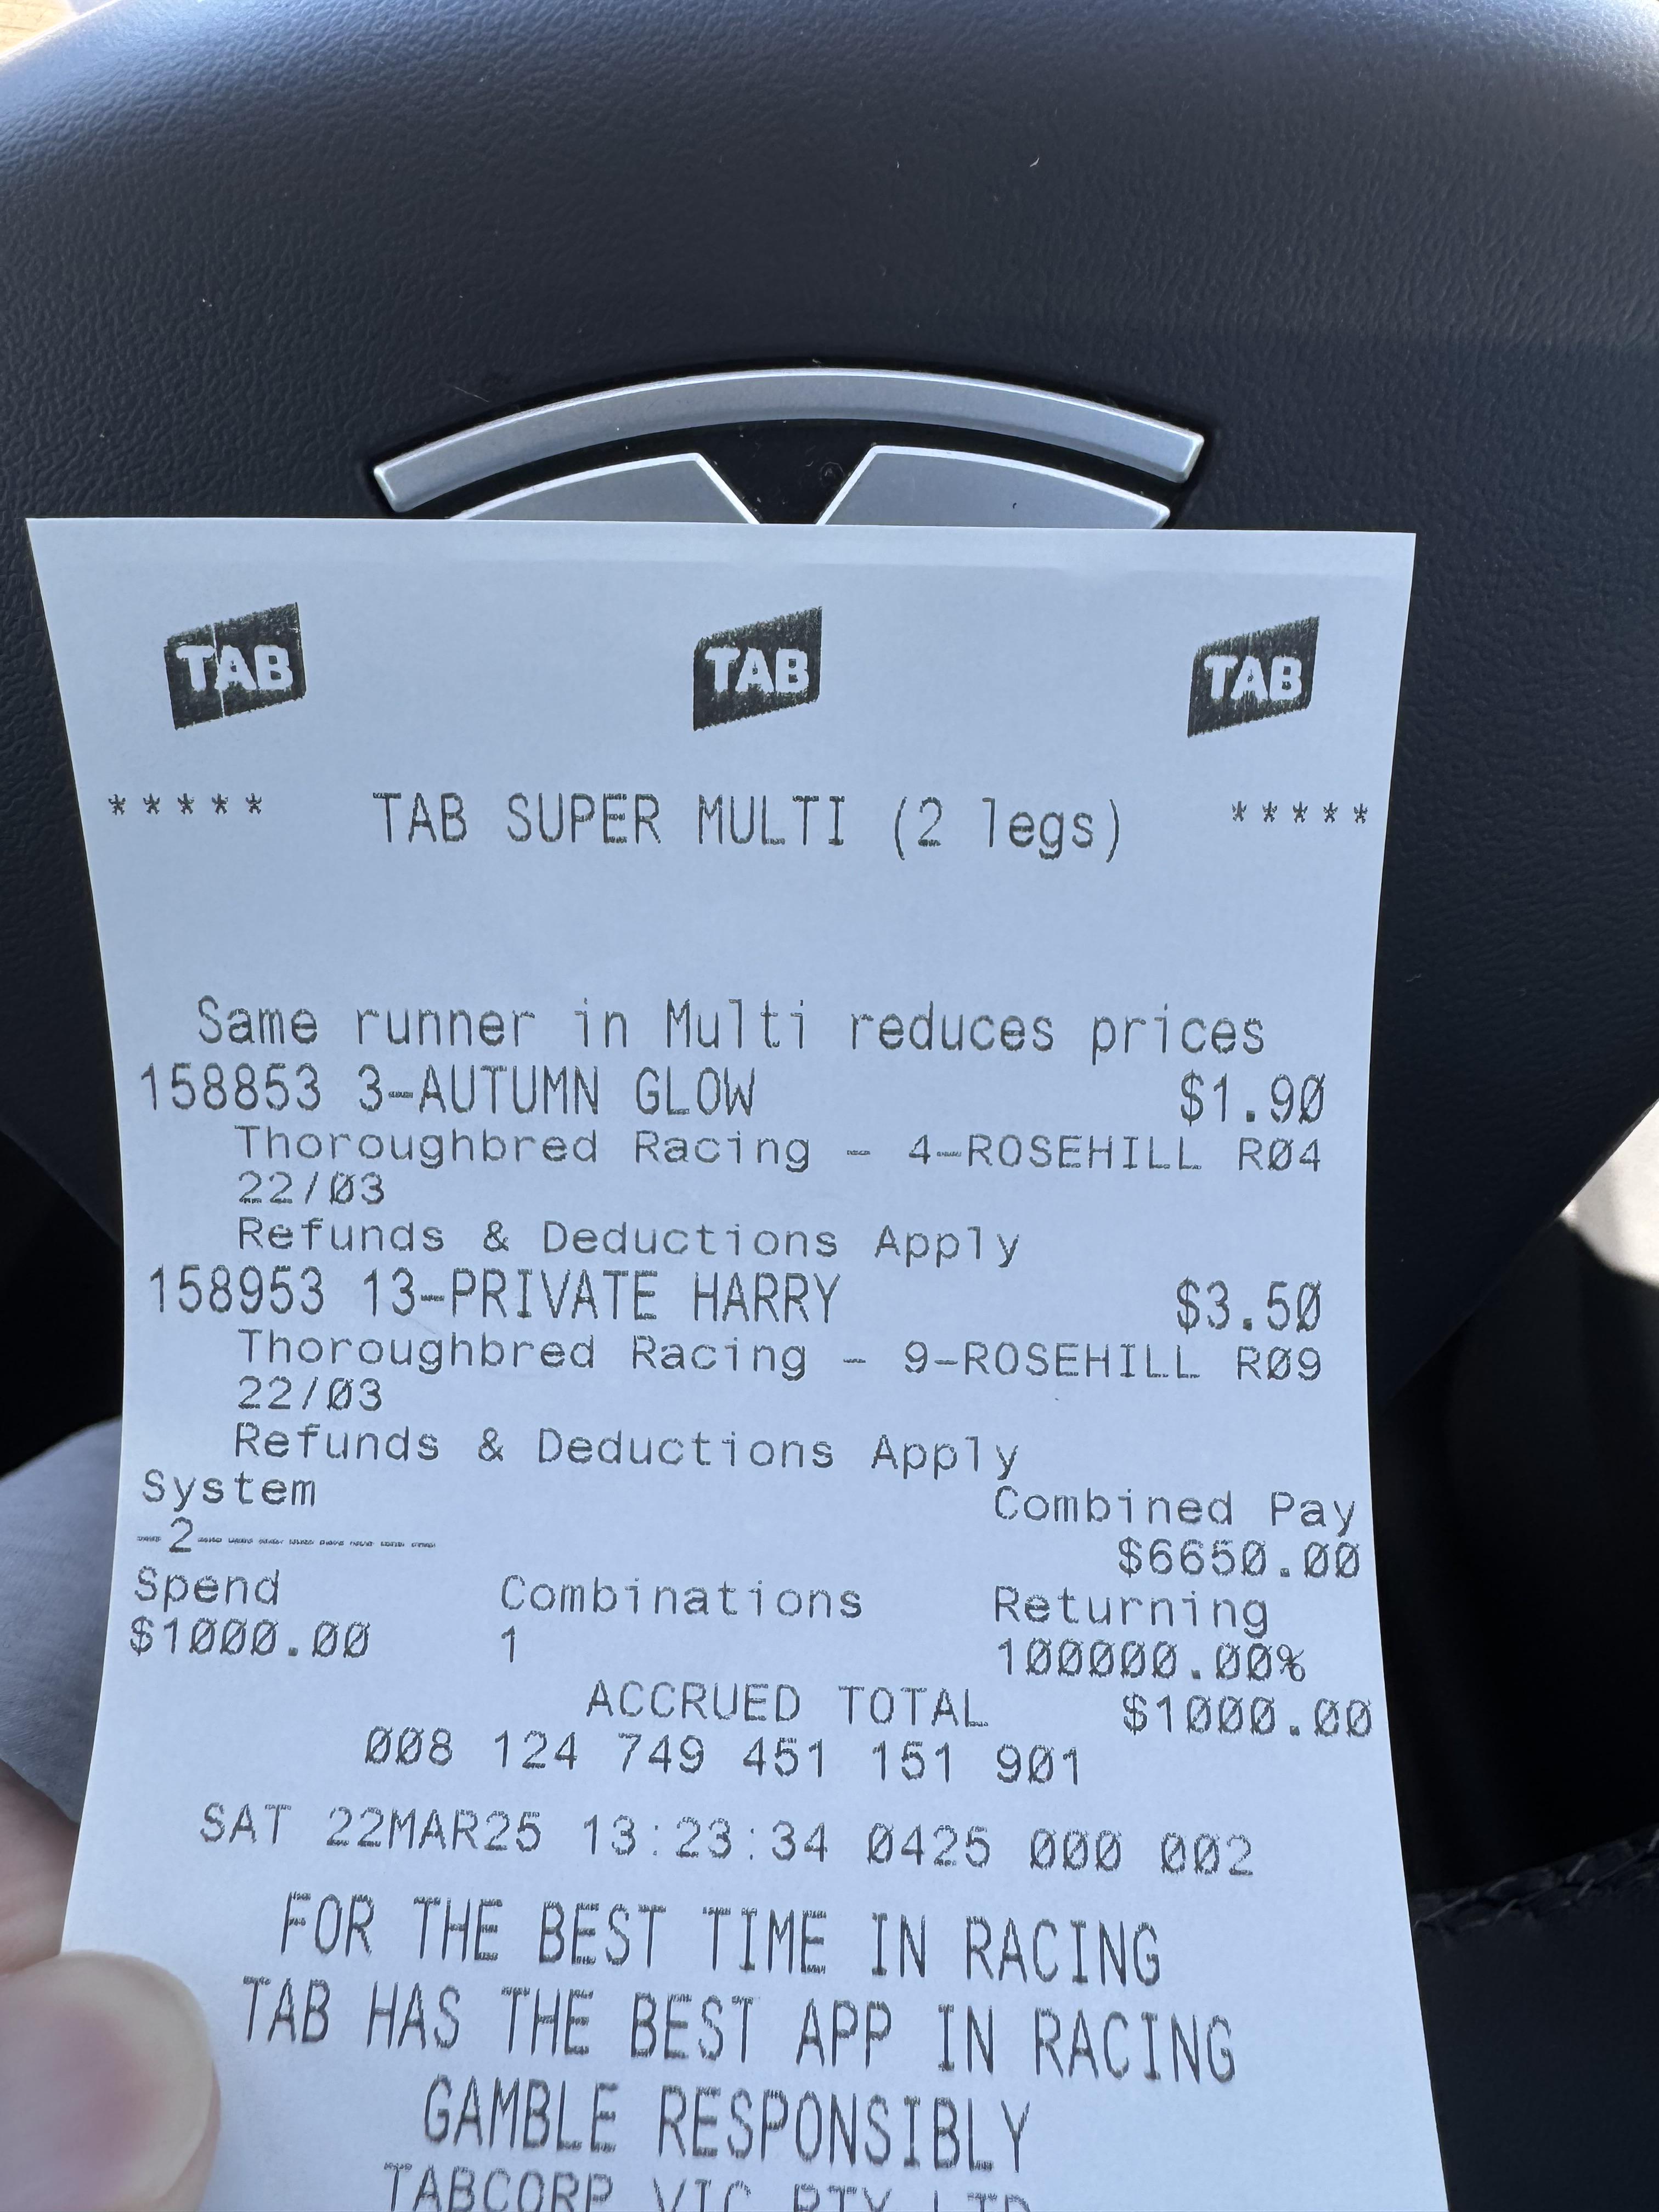 TAB TAB TAB
***** TAB SUPER MULTI (2 legs) *****
Same runner in Multi reduces prices
158853 3-AUTUMN GLOW $1.90
Thoroughbred Racing - 4-ROSEHILL R04
22/03
Refunds & Deductions Apply
158953 13-PRIVATE HARRY $3.50
Thoroughbred Racing - 9-ROSEHILL R09
22/03
Refunds & Deductions Apply
System Combined Pay
-2-------- $6650.00
Spend Combinations Returning
$1000.00 1 100000.00%
ACCRUED TOTAL $1000.00
008 124 749 451 151 901
SAT 22MAR25 13:23:34 0425 000 002
FOR THE BEST TIME IN RACING
TAB HAS THE BEST APP IN RACING
GAMBLE RESPONSIBLY
TABCORP VIC PTY LTD